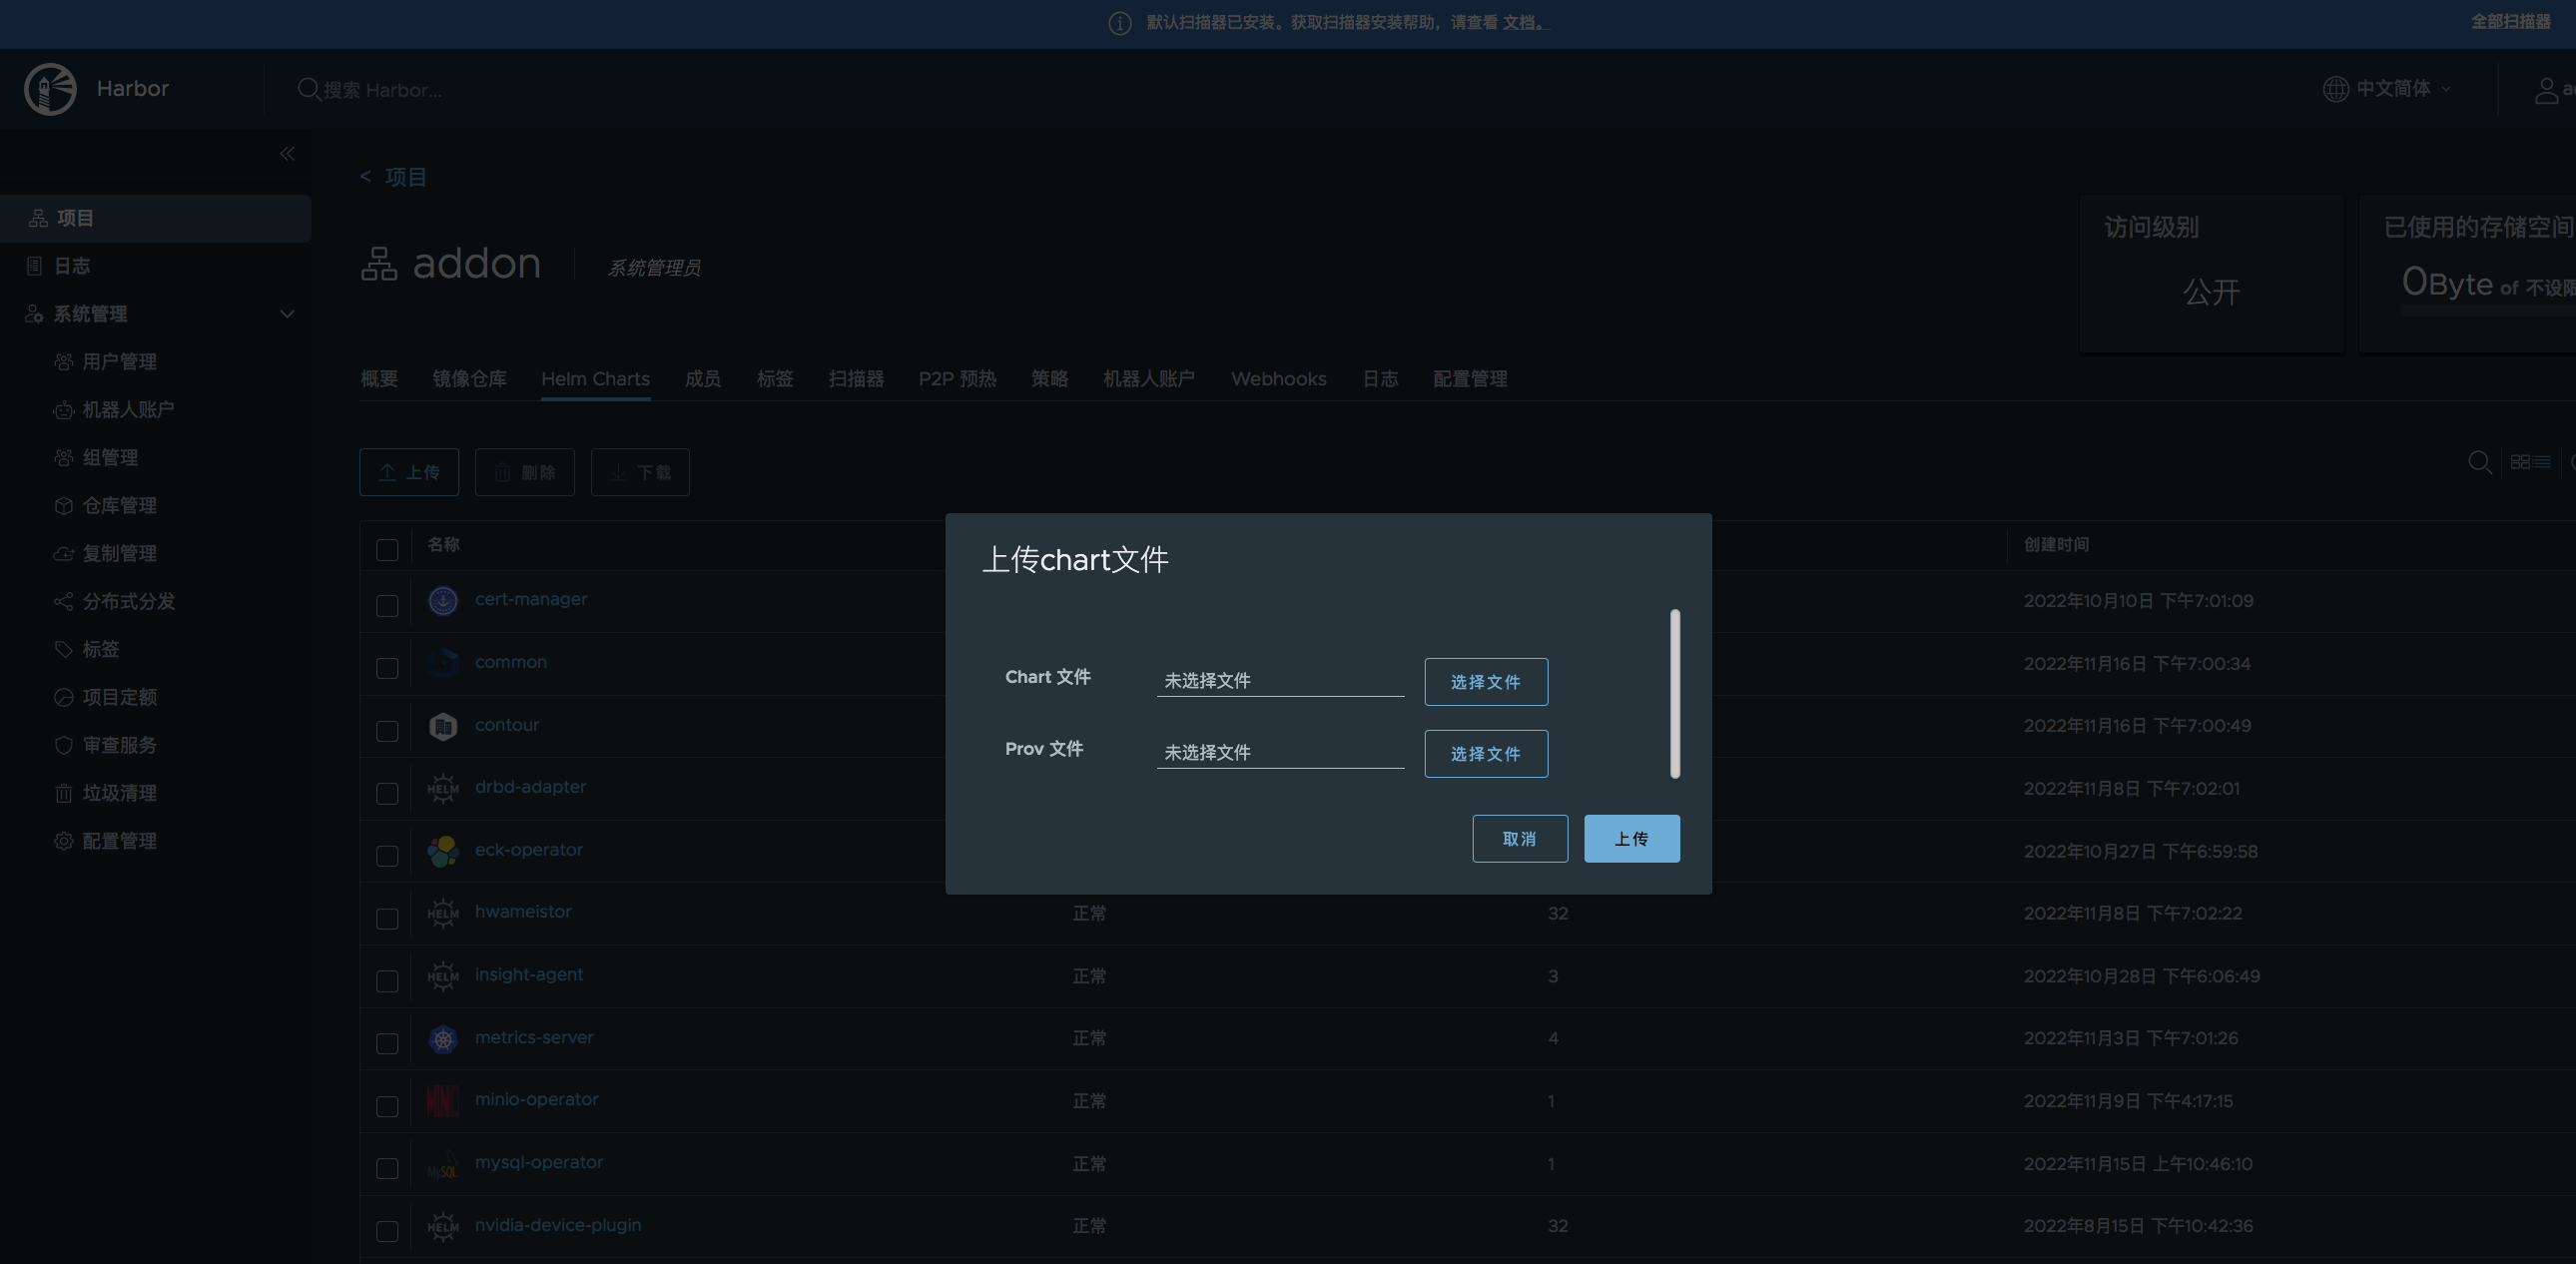 默认扫描器已安装。获取扫描器安装帮助，请查看 文档。
全部扫描器
Harbor
搜索 Harbor...
中文简体
项目
日志
系统管理
用户管理
机器人账户
组管理
仓库管理
复制管理
分布式分发
标签
项目定额
审查服务
垃圾清理
配置管理
< 项目
addon
系统管理员
访问级别
公开
已使用的存储空间
0Byte of 不设限
概要 镜像仓库 Helm Charts 成员 标签 扫描器 P2P 预热 策略 机器人账户 Webhooks 日志 配置管理
上传 删除 下载
名称 创建时间
cert-manager 2022年10月10日 下午7:01:09
common 2022年11月16日 下午7:00:34
contour 2022年11月16日 下午7:00:49
HELM drbd-adapter 2022年11月8日 下午7:02:01
eck-operator 2022年10月27日 下午6:59:58
HELM hwameistor 正常 32 2022年11月8日 下午7:02:22
HELM insight-agent 正常 3 2022年10月28日 下午6:06:49
metrics-server 正常 4 2022年11月3日 下午7:01:26
MINIO minio-operator 正常 1 2022年11月9日 下午4:17:15
MySQL mysql-operator 正常 1 2022年11月15日 上午10:46:10
HELM nvidia-device-plugin 正常 32 2022年8月15日 下午10:42:36
上传chart文件
Chart 文件 未选择文件 选择文件
Prov 文件 未选择文件 选择文件
取消 上传